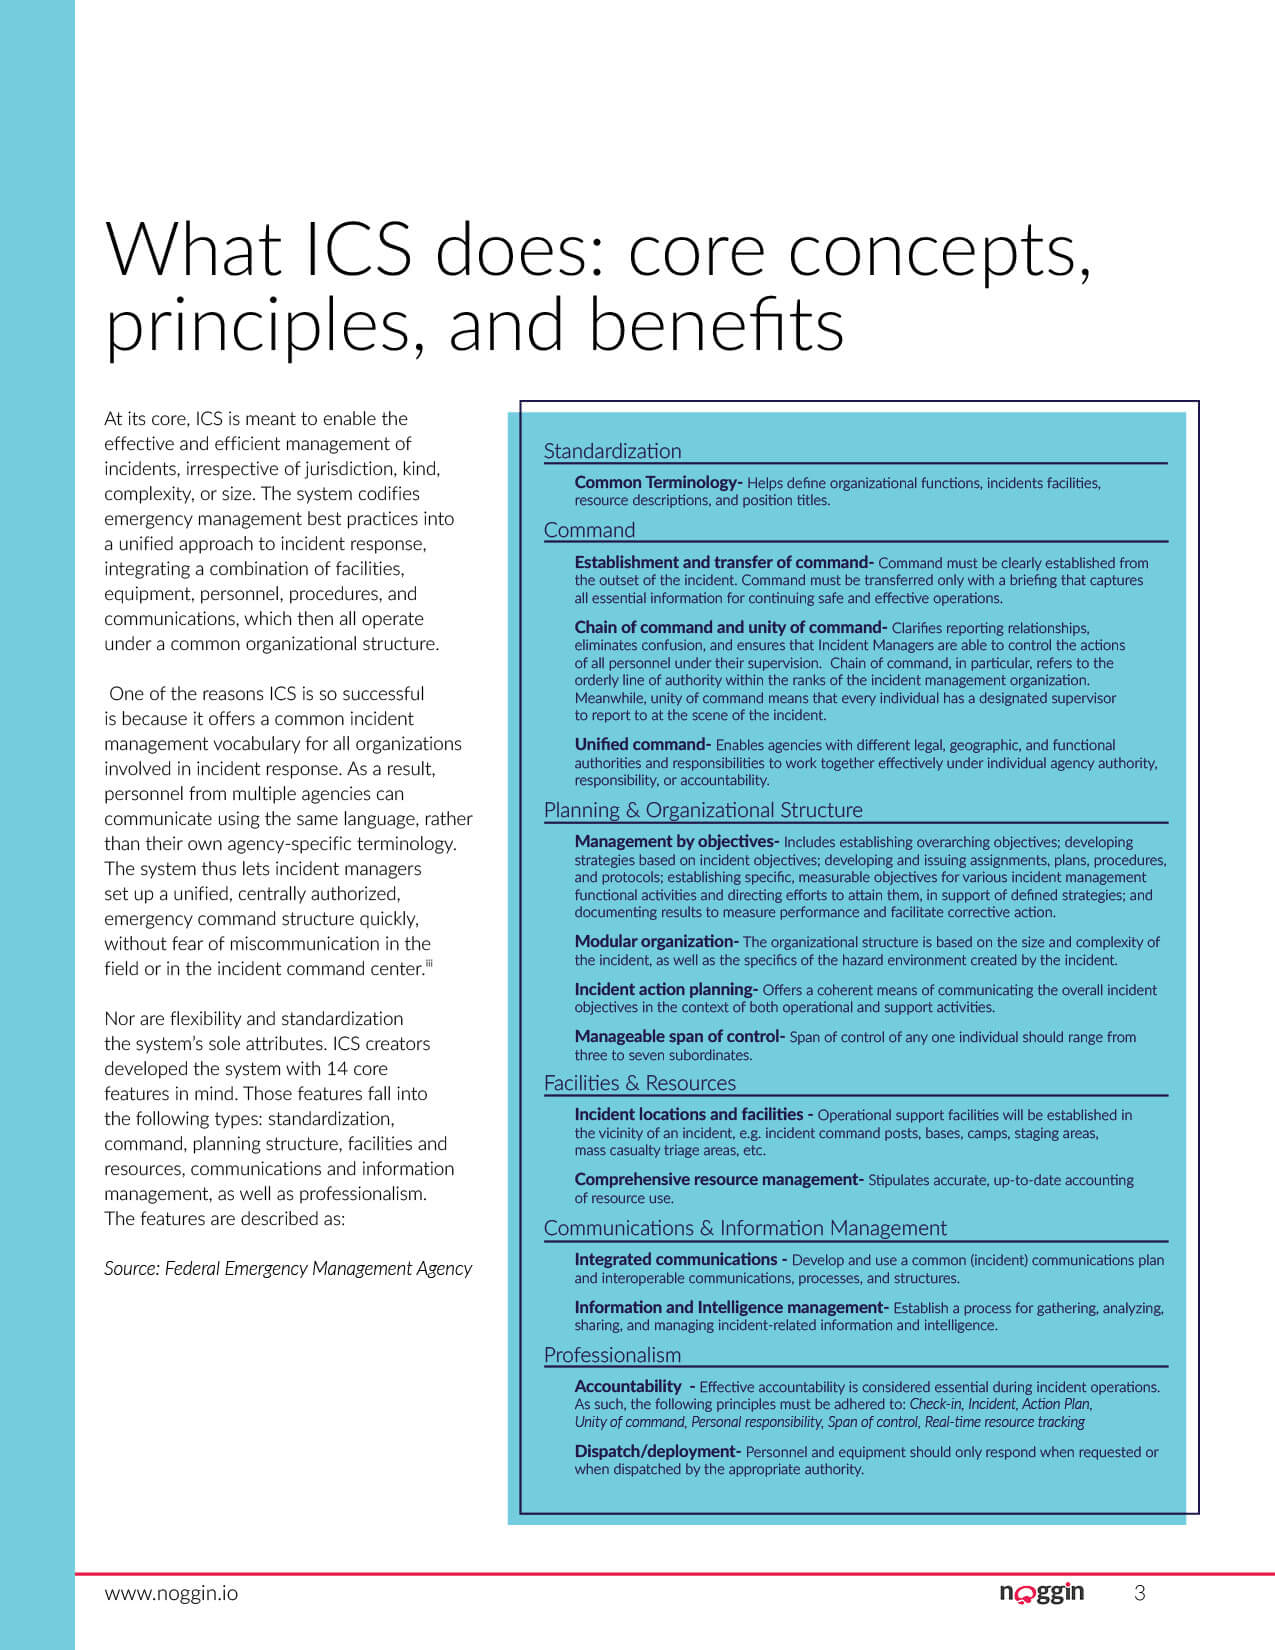 What ICS does: core concepts,
principles, and benefits
At its core, ICS is meant to enable the
effective and efficient management of
incidents, irrespective of jurisdiction, kind,
complexity, or size. The system codifies
emergency management best practices into
a unified approach to incident response,
integrating a combination of facilities,
equipment, personnel, procedures, and
communications, which then all operate
under a common organizational structure.
One of the reasons ICS is so successful
is because it offers a common incident
management vocabulary for all organizations
involved in incident response. As a result,
personnel from multiple agencies can
communicate using the same language, rather
than their own agency-specific terminology.
The system thus lets incident managers
set up a unified, centrally authorized,
emergency command structure quickly,
without fear of miscommunication in the
field or in the incident command center.iii
Nor are flexibility and standardization
the system's sole attributes. ICS creators
developed the system with 14 core
features in mind. Those features fall into
the following types: standardization,
command, planning structure, facilities and
resources, communications and information
management, as well as professionalism.
The features are described as:
Source: Federal Emergency Management Agency
Standardization
Common Terminology- Helps define organizational functions, incidents facilities,
resource descriptions, and position titles.
Command
Establishment and transfer of command- Command must be clearly established from
the outset of the incident. Command must be transferred only with a briefing that captures
all essential information for continuing safe and effective operations.
Chain of command and unity of command- Clarifies reporting relationships,
eliminates confusion, and ensures that Incident Managers are able to control the actions
of all personnel under their supervision.  Chain of command, in particular, refers to the
orderly line of authority within the ranks of the incident management organization.
Meanwhile, unity of command means that every individual has a designated supervisor
to report to at the scene of the incident.
Unified command- Enables agencies with different legal, geographic, and functional
authorities and responsibilities to work together effectively under individual agency authority,
responsibility, or accountability.
Planning & Organizational Structure
Management by objectives- Includes establishing overarching objectives; developing
strategies based on incident objectives; developing and issuing assignments, plans, procedures,
and protocols; establishing specific, measurable objectives for various incident management
functional activities and directing efforts to attain them, in support of defined strategies; and
documenting results to measure performance and facilitate corrective action.
Modular organization- The organizational structure is based on the size and complexity of
the incident, as well as the specifics of the hazard environment created by the incident.
Incident action planning- Offers a coherent means of communicating the overall incident
objectives in the context of both operational and support activities.
Manageable span of control- Span of control of any one individual should range from
three to seven subordinates.
Facilities & Resources
Incident locations and facilities - Operational support facilities will be established in
the vicinity of an incident, e.g. incident command posts, bases, camps, staging areas,
mass casualty triage areas, etc.
Comprehensive resource management- Stipulates accurate, up-to-date accounting
of resource use.
Communications & Information Management
Integrated communications - Develop and use a common (incident) communications plan
and interoperable communications, processes, and structures.
Information and Intelligence management- Establish a process for gathering, analyzing,
sharing, and managing incident-related information and intelligence.
Professionalism
Accountability  - Effective accountability is considered essential during incident operations.
As such, the following principles must be adhered to: Check-in, Incident, Action Plan,
Unity of command, Personal responsibility, Span of control, Real-time resource tracking
Dispatch/deployment- Personnel and equipment should only respond when requested or
when dispatched by the appropriate authority.
www.noggin.io
noggin
3